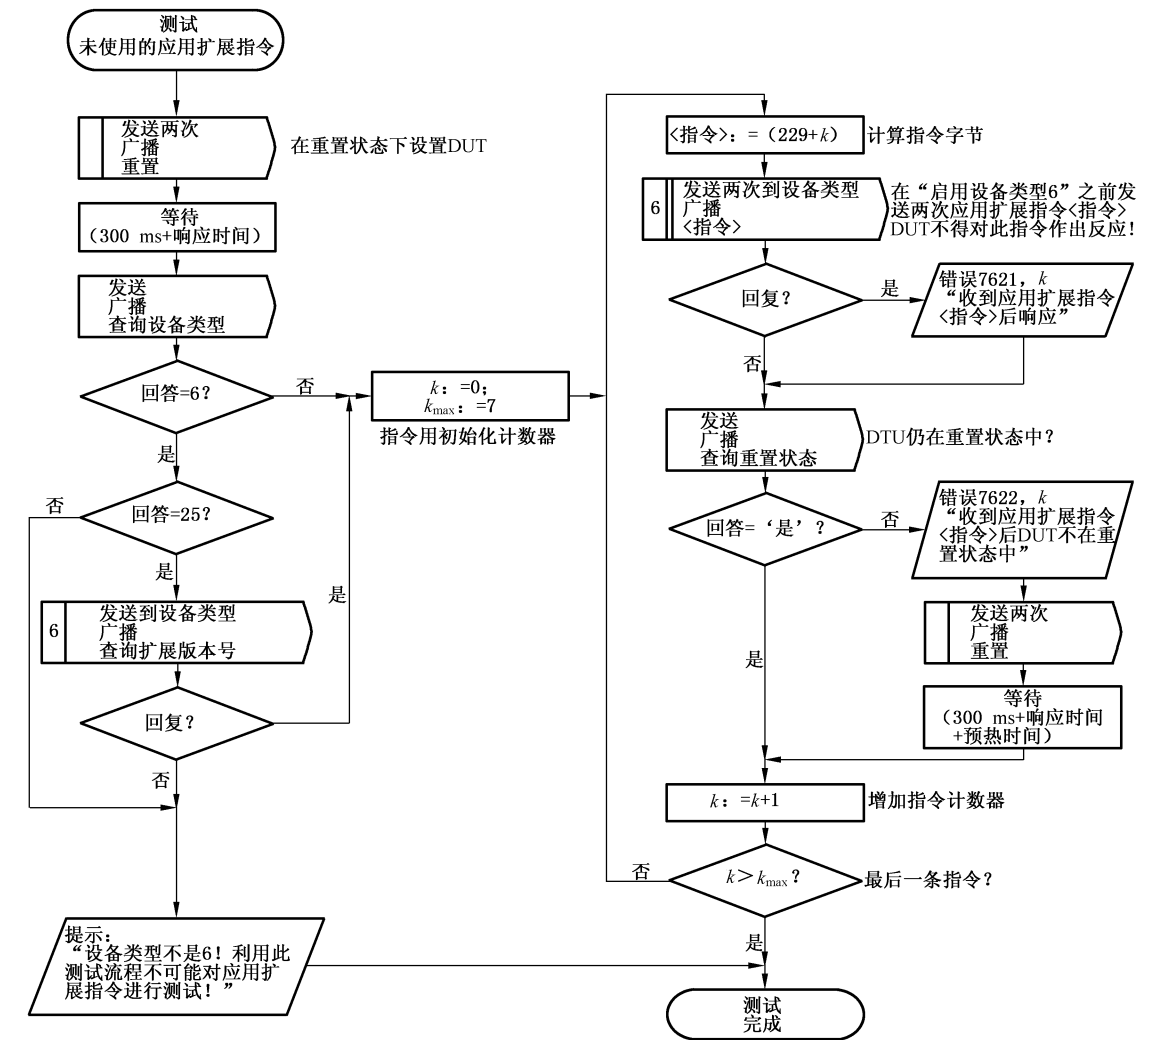 测试
未使用的应用扩展指令
发送两次
广播
重置
在重置状态下设置DUT
等待
（300 ms+响应时间）
发送
广播
查询设备类型
回答=6？
否
是
回答=25？
否
是
6
发送到设备类型
广播
查询扩展版本号
回复？
是
否
提示：
“设备类型不是6！利用此
测试流程不可能对应用扩
展指令进行测试！”
k：=0；
kmax：=7
指令用初始化计数器
<指令>：=（229+k）
计算指令字节
6
发送两次到设备类型
广播
<指令>
在“启用设备类型6”之前发
送两次应用扩展指令<指令>
DUT不得对此指令作出反应！
回复？
是
否
错误7621，k
“收到应用扩展指令
<指令>后响应”
发送
广播
查询重置状态
DTU仍在重置状态中？
回答=‘是’？
否
是
错误7622，k
“收到应用扩展指令
<指令>后DUT不在重
置状态中”
发送两次
广播
重置
等待
（300 ms+响应时间
+预热时间）
k：=k+1
增加指令计数器
k＞kmax？
否
最后一条指令？
是
测试
完成